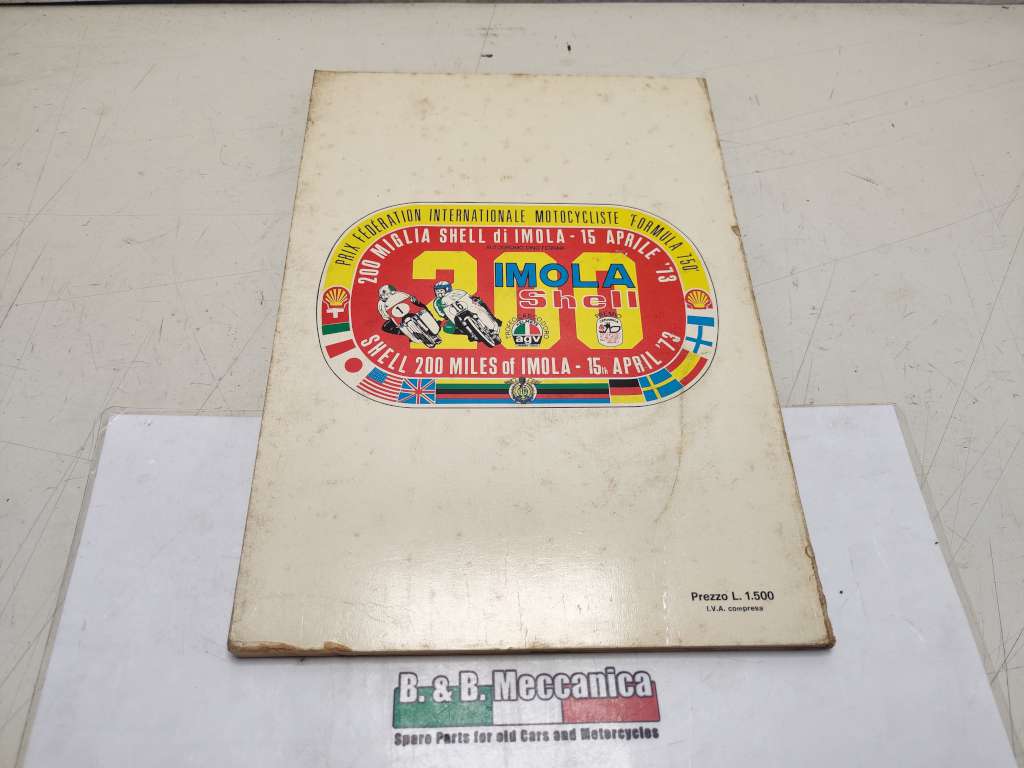 PRIX FÉDÉRATION INTERNATIONALE MOTOCYCLISTE 'FORMULA 750'
200 MIGLIA SHELL di IMOLA - 15 APRILE '73
200
IMOLA
Shell
1
agv
SHELL 200 MILES of IMOLA - 15th APRIL '73
Prezzo L. 1.500
I.V.A. compresa
B. & B. Meccanica
Spare Parts for old Cars and Motorcycles